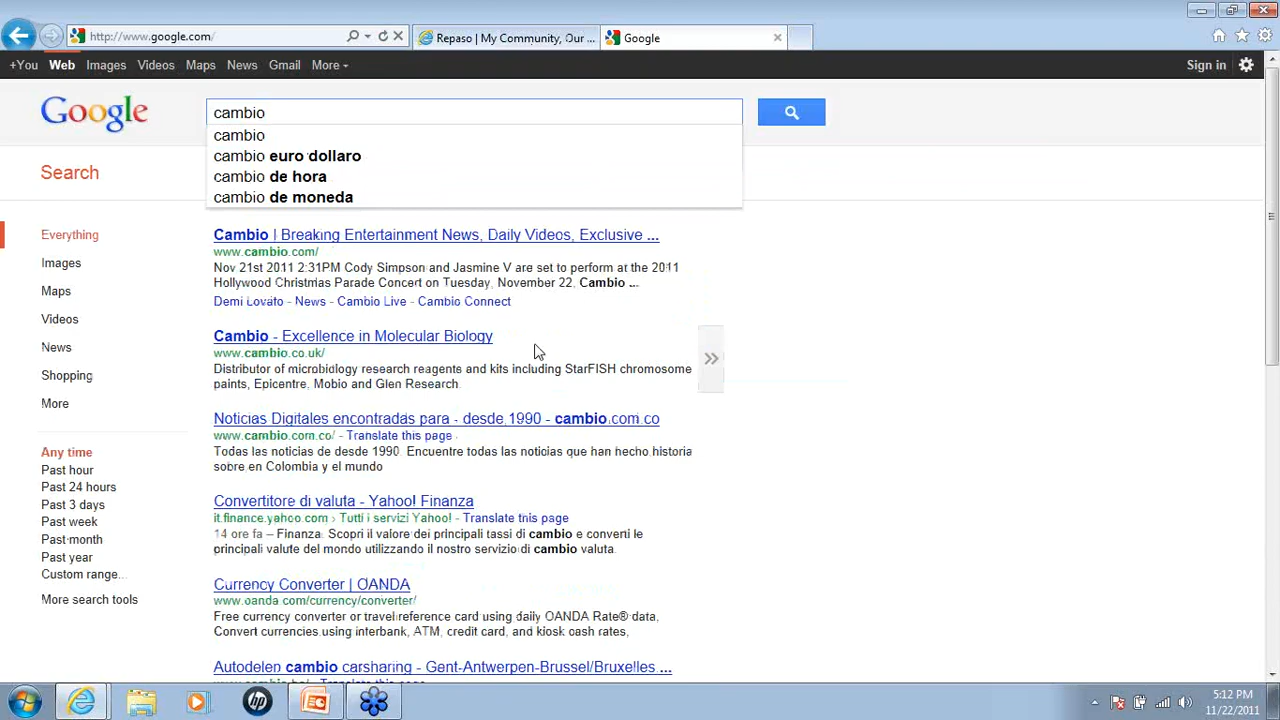 http://www.google.com/
Repaso | My Community, Our ...
Google
+You Web Images Videos Maps News Gmail More
Sign in
Google
cambio
cambio
cambio euro dollaro
cambio de hora
cambio de moneda
Search
Everything
Images
Maps
Videos
News
Shopping
More
Any time
Past hour
Past 24 hours
Past 3 days
Past week
Past month
Past year
Custom range...
More search tools
Cambio | Breaking Entertainment News, Daily Videos, Exclusive ...
www.cambio.com/
Nov 21st 2011 2:31PM Cody Simpson and Jasmine V are set to perform at the 2011
Hollywood Christmas Parade Concert on Tuesday, November 22. Cambio ...
Demi Lovato - News - Cambio Live - Cambio Connect
Cambio - Excellence in Molecular Biology
www.cambio.co.uk/
Distributor of microbiology research reagents and kits including StarFISH chromosome
paints, Epicentre, Mobio and Glen Research.
Noticias Digitales encontradas para - desde 1990 - cambio.com.co
www.cambio.com.co/ - Translate this page
Todas las noticias de desde 1990. Encuentre todas las noticias que han hecho historia
sobre en Colombia y el mundo
Convertitore di valuta - Yahoo! Finanza
it.finance.yahoo.com › Tutti i servizi Yahoo! - Translate this page
14 ore fa – Finanza. Scopri il valore dei principali tassi di cambio e converti le
principali valute del mondo utilizzando il nostro servizio di cambio valuta.
Currency Converter | OANDA
www.oanda.com/currency/converter/
Free currency converter or travel reference card using daily OANDA Rate® data,
Convert currencies using interbank, ATM, credit card, and kiosk cash rates,
Autodelen cambio carsharing - Gent-Antwerpen-Brussel/Bruxelles ...
5:12 PM
11/22/2011